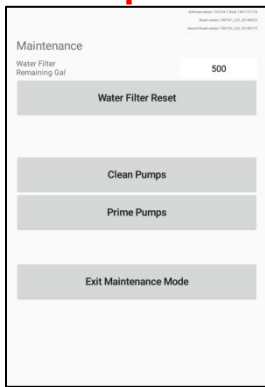 Maintenance
Water Filter
Remaining Gal
500
Water Filter Reset
Clean Pumps
Prime Pumps
Exit Maintenance Mode